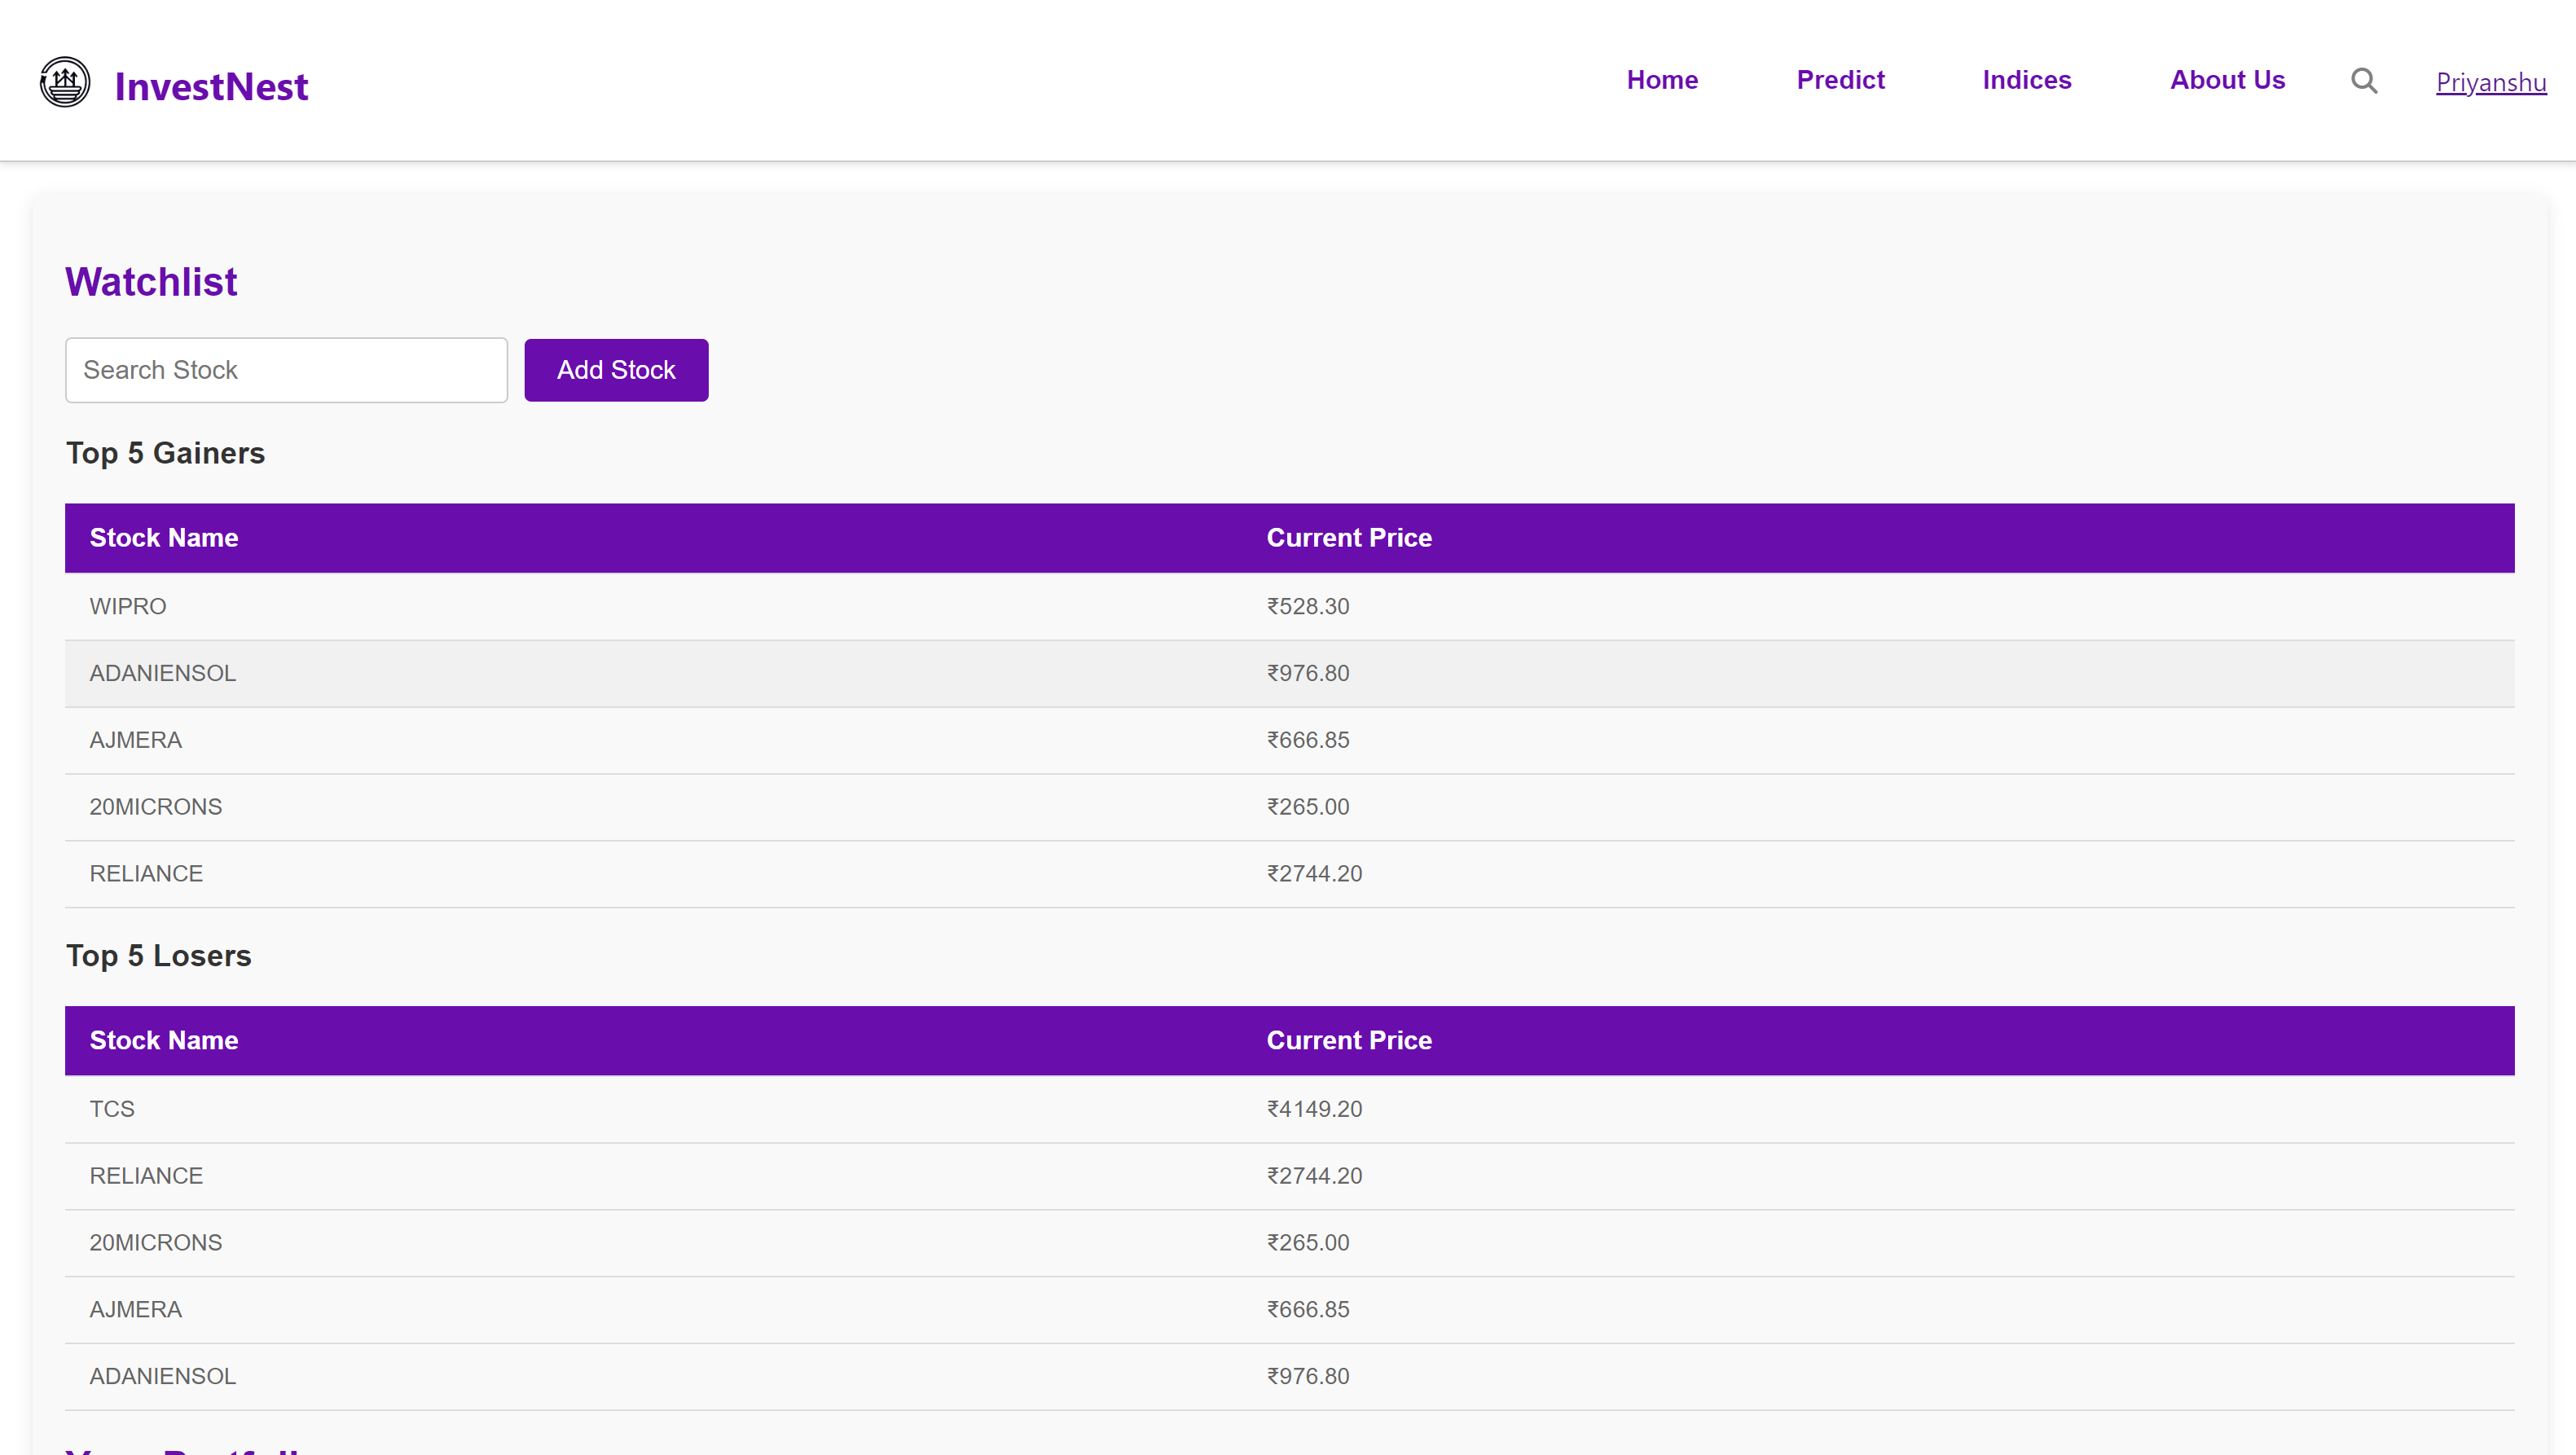 InvestNest Home Predict Indices About Us Priyanshu
Watchlist
Search Stock Add Stock
Top 5 Gainers
Stock Name Current Price
WIPRO ₹528.30
ADANIENSOL ₹976.80
AJMERA ₹666.85
20MICRONS ₹265.00
RELIANCE ₹2744.20
Top 5 Losers
Stock Name Current Price
TCS ₹4149.20
RELIANCE ₹2744.20
20MICRONS ₹265.00
AJMERA ₹666.85
ADANIENSOL ₹976.80